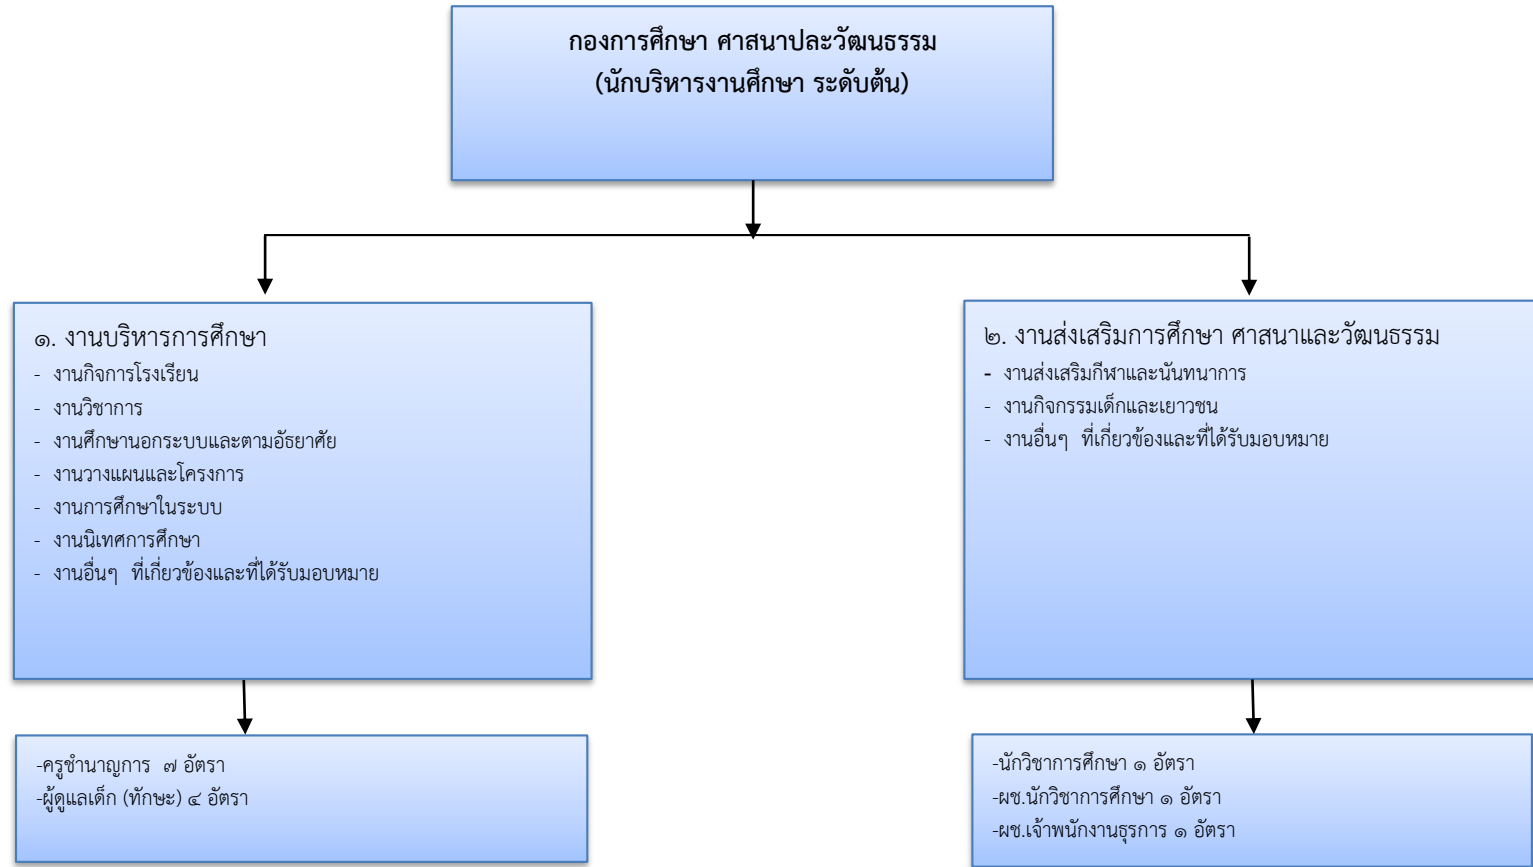 กองการศึกษา ศาสนาปละวัฒนธรรม
(นักบริหารงานศึกษา ระดับต้น)
๑. งานบริหารการศึกษา
- งานกิจการโรงเรียน
- งานวิชาการ
- งานศึกษานอกระบบและตามอัธยาศัย
- งานวางแผนและโครงการ
- งานการศึกษาในระบบ
- งานนิเทศการศึกษา
- งานอื่นๆ ที่เกี่ยวข้องและที่ได้รับมอบหมาย
๒. งานส่งเสริมการศึกษา ศาสนาและวัฒนธรรม
- งานส่งเสริมกีฬาและนันทนาการ
- งานกิจกรรมเด็กและเยาวชน
- งานอื่นๆ ที่เกี่ยวข้องและที่ได้รับมอบหมาย
-ครูชำนาญการ ๗ อัตรา
-ผู้ดูแลเด็ก (ทักษะ) ๔ อัตรา
-นักวิชาการศึกษา ๑ อัตรา
-ผช.นักวิชาการศึกษา ๑ อัตรา
-ผช.เจ้าพนักงานธุรการ ๑ อัตรา